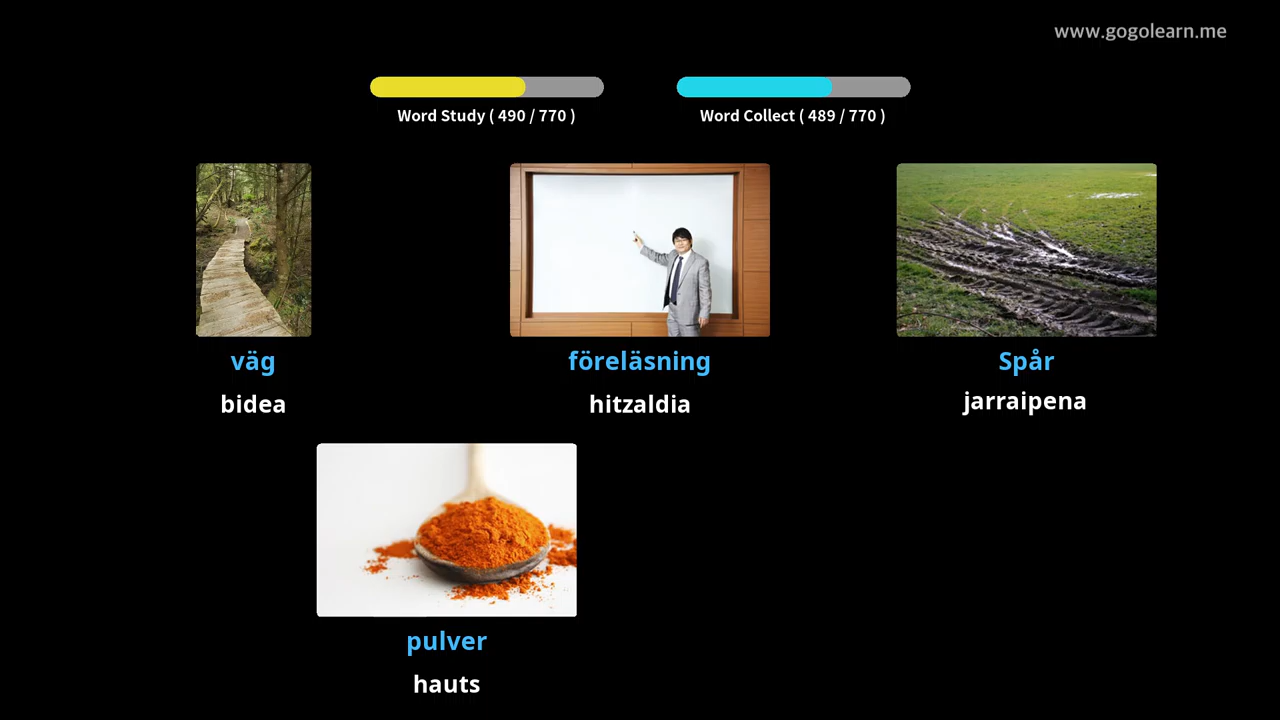 www.gogolearn.me
Word Study ( 490 / 770 )
Word Collect ( 489 / 770 )
väg
bidea
föreläsning
hitzaldia
Spår
jarraipena
pulver
hauts